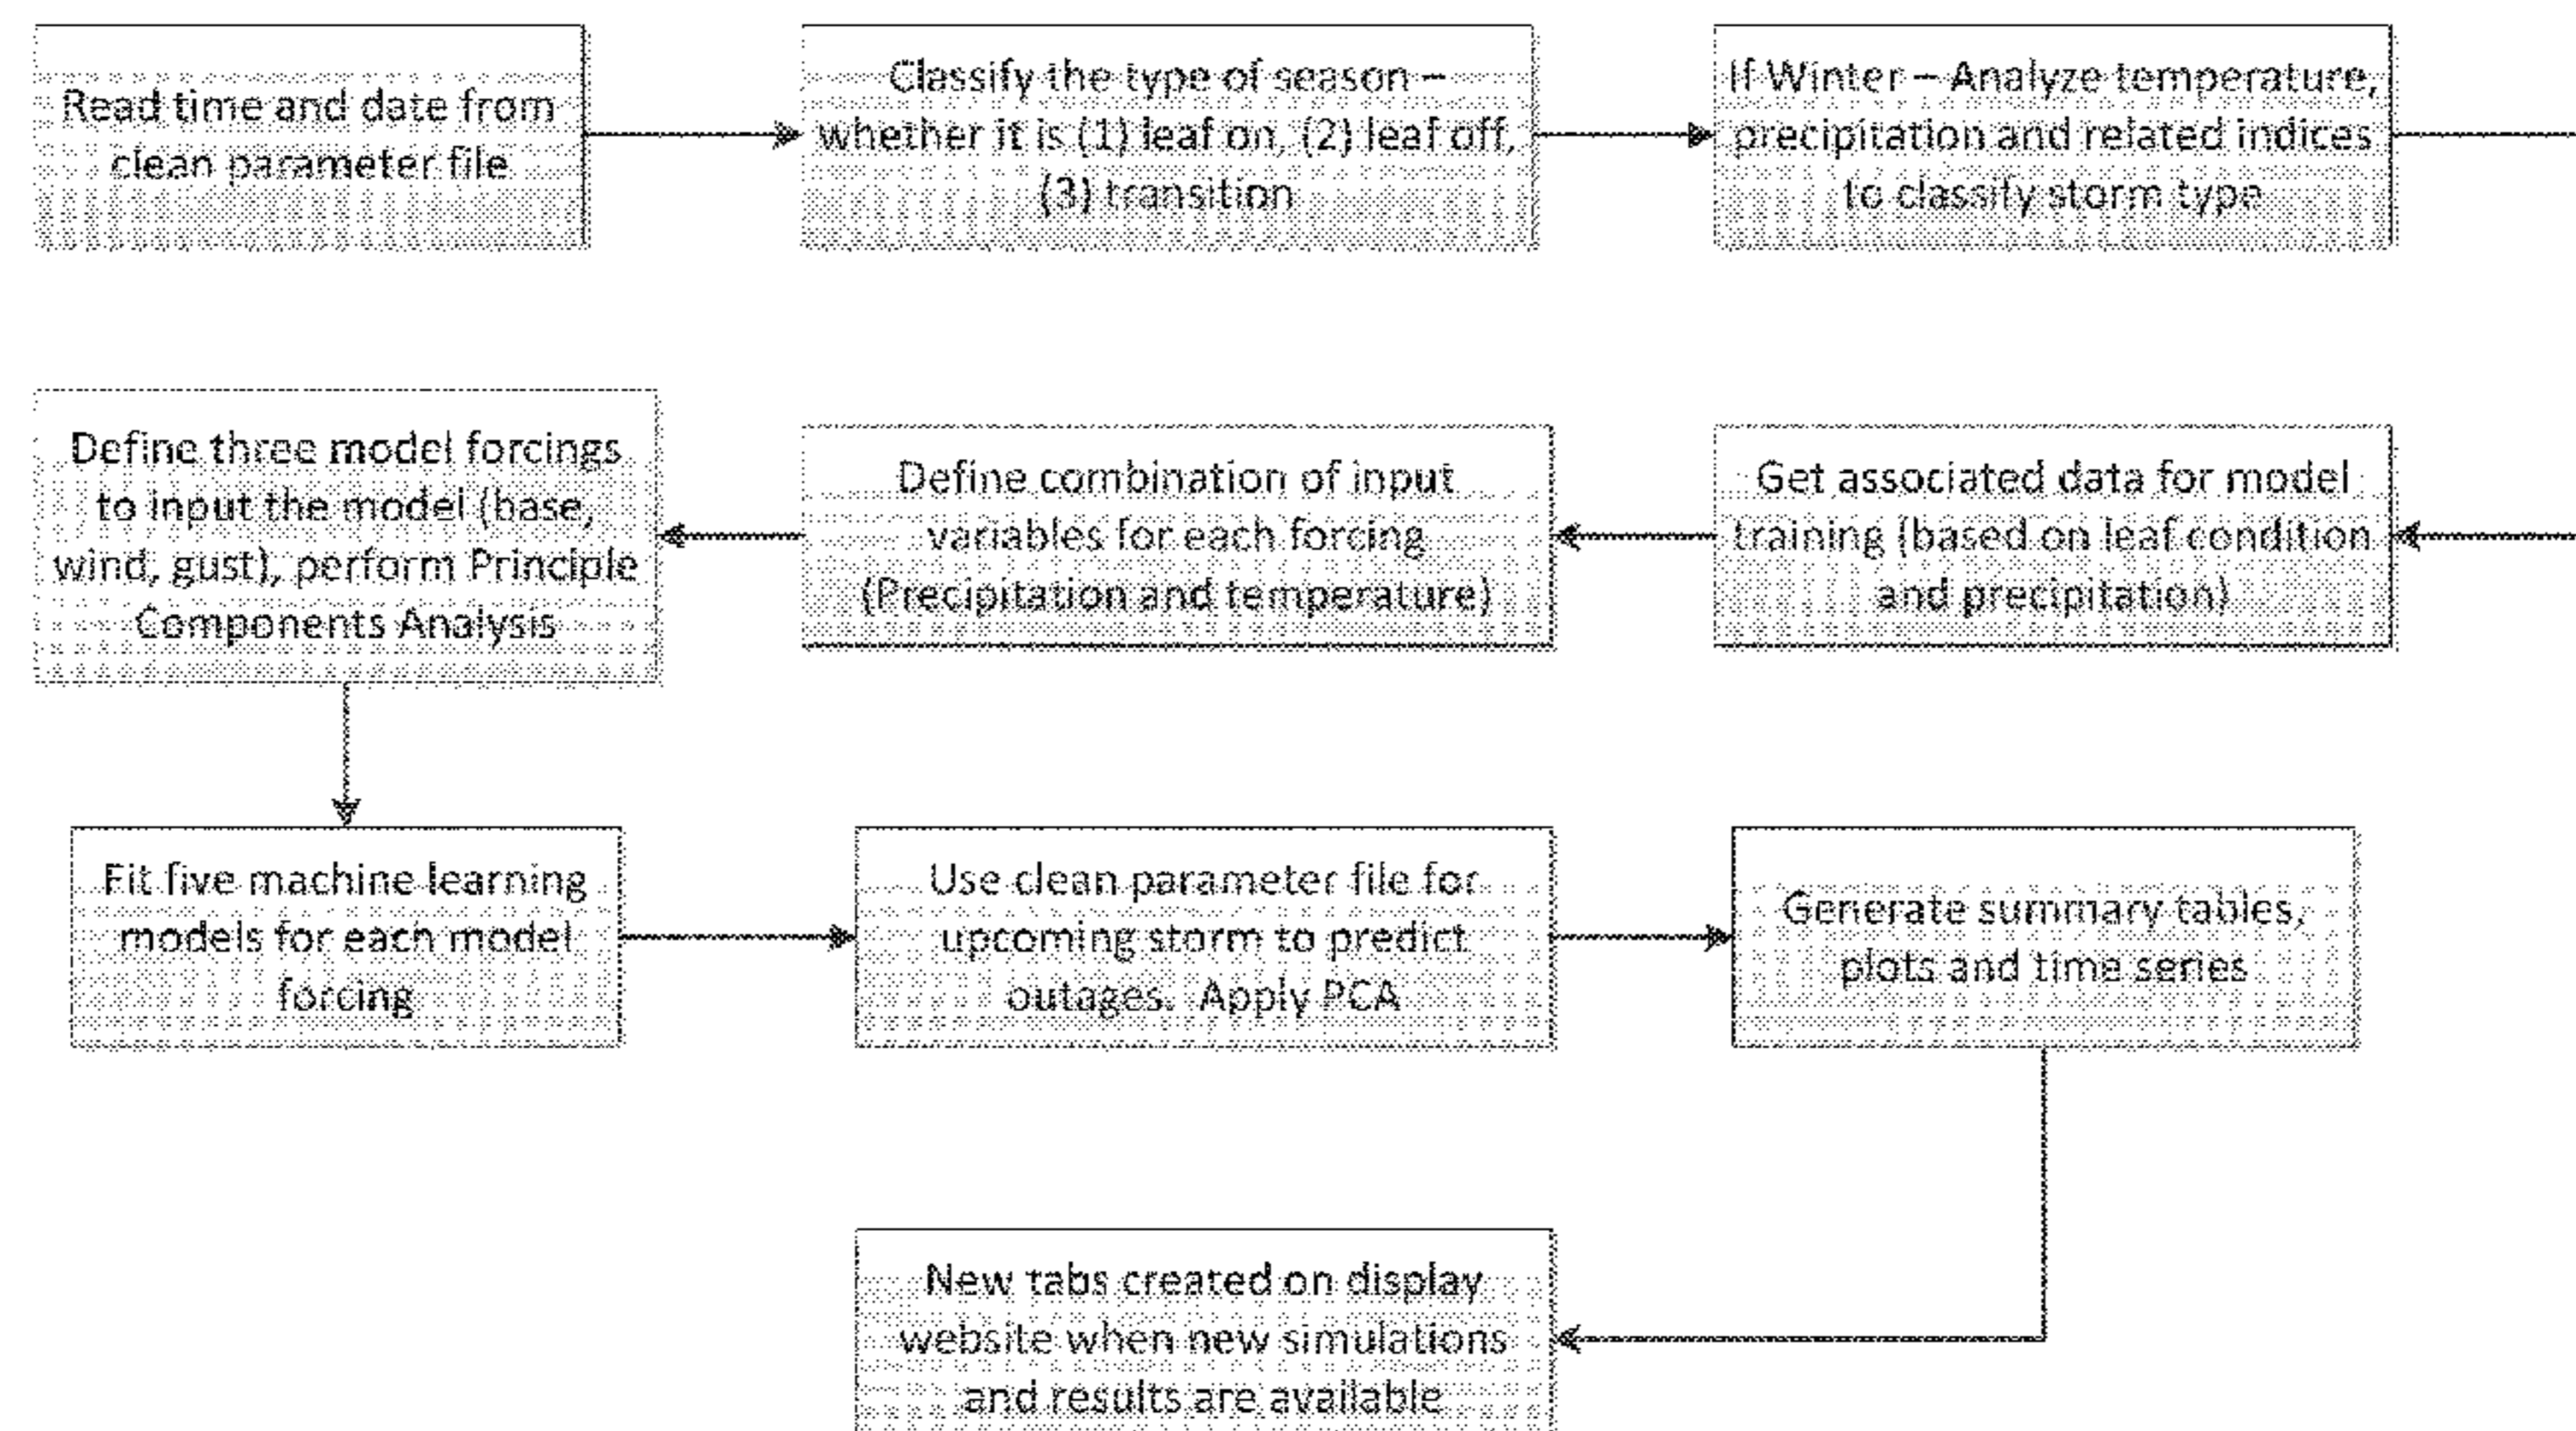 Read time and date from
clean parameter file
Classify the type of season –
whether it is (1) leaf on, (2) leaf off,
(3) transition
If Winter – Analyze temperature,
precipitation and related indices
to classify storm type
Get associated data for model
training (based on leaf condition
and precipitation)
Define combination of input
variables for each forcing
(Precipitation and temperature)
Define three model forcings
to input the model (base,
wind, gust), perform Principle
Components Analysis
Fit five machine learning
models for each model
forcing
Use clean parameter file for
upcoming storm to predict
outages. Apply PCA
Generate summary tables,
plots and time series
New tabs created on display
website when new simulations
and results are available